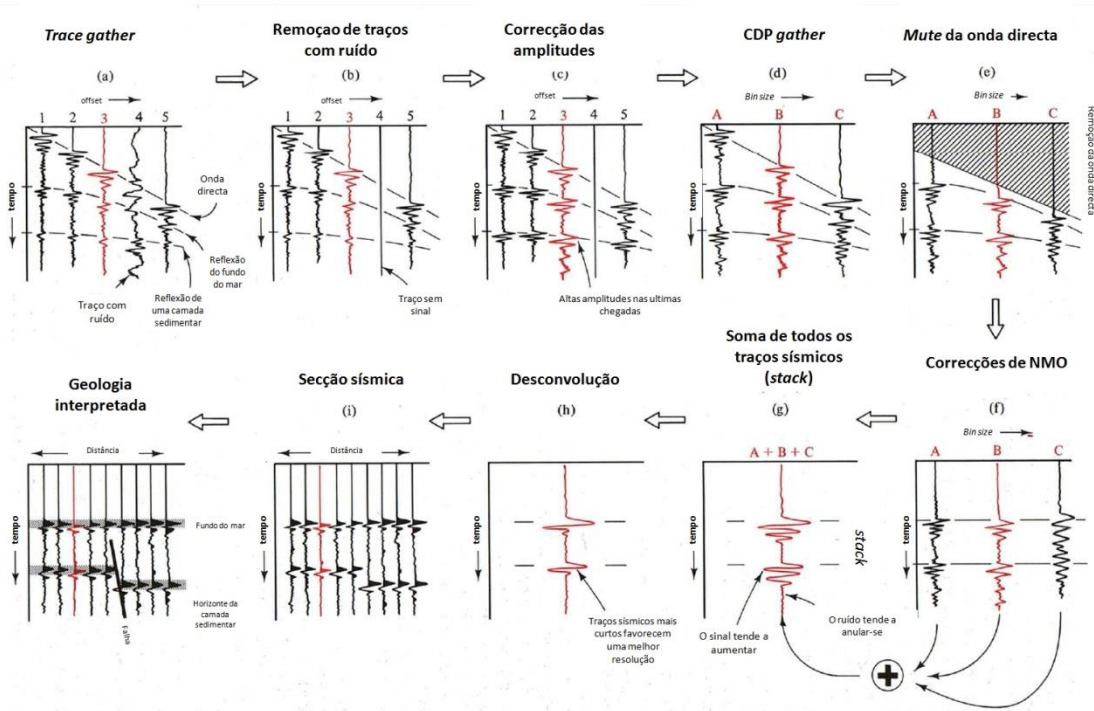 Trace gather
(a)
offset
1 2 3 4 5
tempo
Onda
directa
Reflexão
do fundo
do mar
Reflexão de
uma camada
sedimentar
Traço com
ruído
Remoçao de traços
com ruído
(b)
offset
1 2 3 5
tempo
Traço sem
sinal
Correcção das
amplitudes
(c)
offset
1 2 3 4 5
tempo
Altas amplitudes nas ultimas
chegadas
CDP gather
(d)
Bin size
A B C
tempo
Mute da onda directa
(e)
Bin size
A B C
tempo
Remoçao da onda directa
Correcções de NMO
(f)
Bin size
A B C
tempo
Soma de todos os
traços sísmicos
(stack)
(g)
A + B + C
tempo
stack
O sinal tende a
aumentar
O ruído tende a
anular-se
+
Desconvolução
(h)
tempo
Traços sísmicos mais
curtos favorecem
uma melhor
resolução
Secção sísmica
(i)
Distância
tempo
Geologia
interpretada
Distância
tempo
Fundo do mar
Horizonte da
camada
sedimentar
Falha